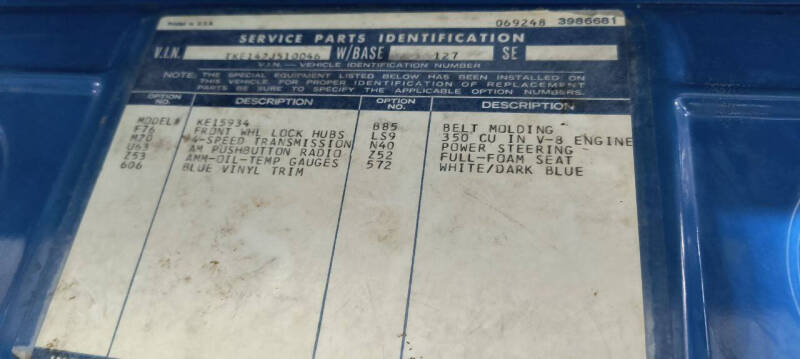 069248 3986681
SERVICE PARTS IDENTIFICATION
V.I.N. TKE142J510046 W/BASE 127 SE
V.I.N. — VEHICLE IDENTIFICATION NUMBER
NOTE: THE SPECIAL EQUIPMENT LISTED BELOW HAS BEEN INSTALLED ON
THIS VEHICLE. FOR PROPER IDENTIFICATION OF REPLACEMENT
PARTS BE SURE TO SPECIFY THE APPLICABLE OPTION NUMBERS.
OPTION NO. DESCRIPTION OPTION NO. DESCRIPTION
MODEL# KE15934
F76 FRONT WHL LOCK HUBS B85 BELT MOLDING
M20 4-SPEED TRANSMISSION LS9 350 CU IN V-8 ENGINE
U63 AM PUSHBUTTON RADIO N40 POWER STEERING
Z53 AMM-OIL-TEMP GAUGES Z52 FULL-FOAM SEAT
606 BLUE VINYL TRIM 572 WHITE/DARK BLUE